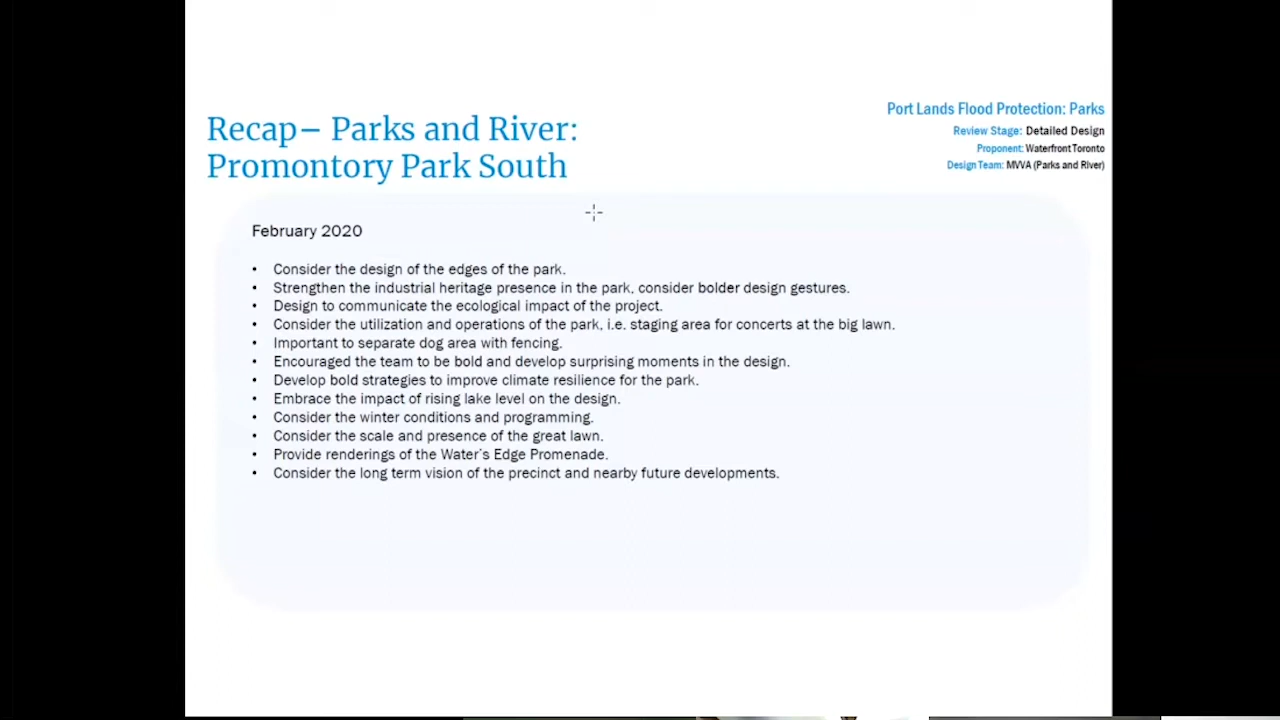 Port Lands Flood Protection: Parks
Review Stage: Detailed Design
Proponent: Waterfront Toronto
Design Team: MVVA (Parks and River)
Recap– Parks and River:
Promontory Park South
February 2020
• Consider the design of the edges of the park.
• Strengthen the industrial heritage presence in the park, consider bolder design gestures.
• Design to communicate the ecological impact of the project.
• Consider the utilization and operations of the park, i.e. staging area for concerts at the big lawn.
• Important to separate dog area with fencing.
• Encouraged the team to be bold and develop surprising moments in the design.
• Develop bold strategies to improve climate resilience for the park.
• Embrace the impact of rising lake level on the design.
• Consider the winter conditions and programming.
• Consider the scale and presence of the great lawn.
• Provide renderings of the Water's Edge Promenade.
• Consider the long term vision of the precinct and nearby future developments.